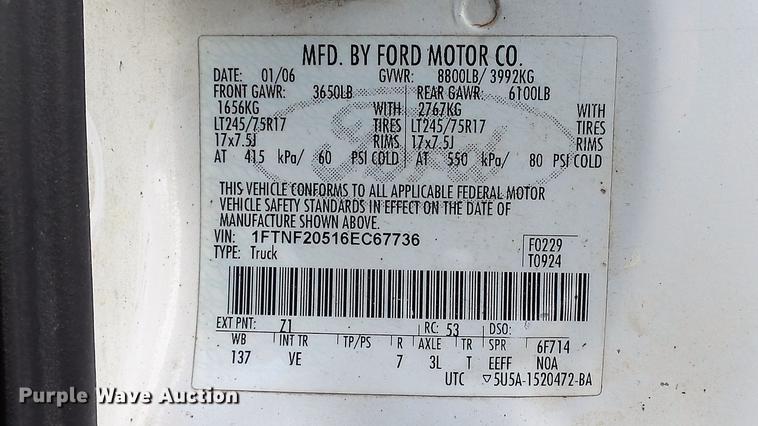 MFD. BY FORD MOTOR CO.
DATE: 01/06 GVWR: 8800LB/ 3992KG
FRONT GAWR: 3650LB REAR GAWR: 6100LB
1656KG WITH 2767KG WITH
LT245/75R17 TIRES LT245/75R17 TIRES
17x7.5J RIMS 17x7.5J RIMS
AT 415 kPa/ 60 PSI COLD AT 550 kPa/ 80 PSI COLD
Ford
THIS VEHICLE CONFORMS TO ALL APPLICABLE FEDERAL MOTOR
VEHICLE SAFETY STANDARDS IN EFFECT ON THE DATE OF
MANUFACTURE SHOWN ABOVE.
VIN: 1FTNF20516EC67736 F0229
TYPE: Truck T0924
EXT PNT: Z1 RC: 53 DSO:
WB INT TR TP/PS R AXLE TR SPR 6F714
137 VE 7 3L T EEFF NOA
UTC ▽5U5A-1520472-BA
Purple Wave Auction